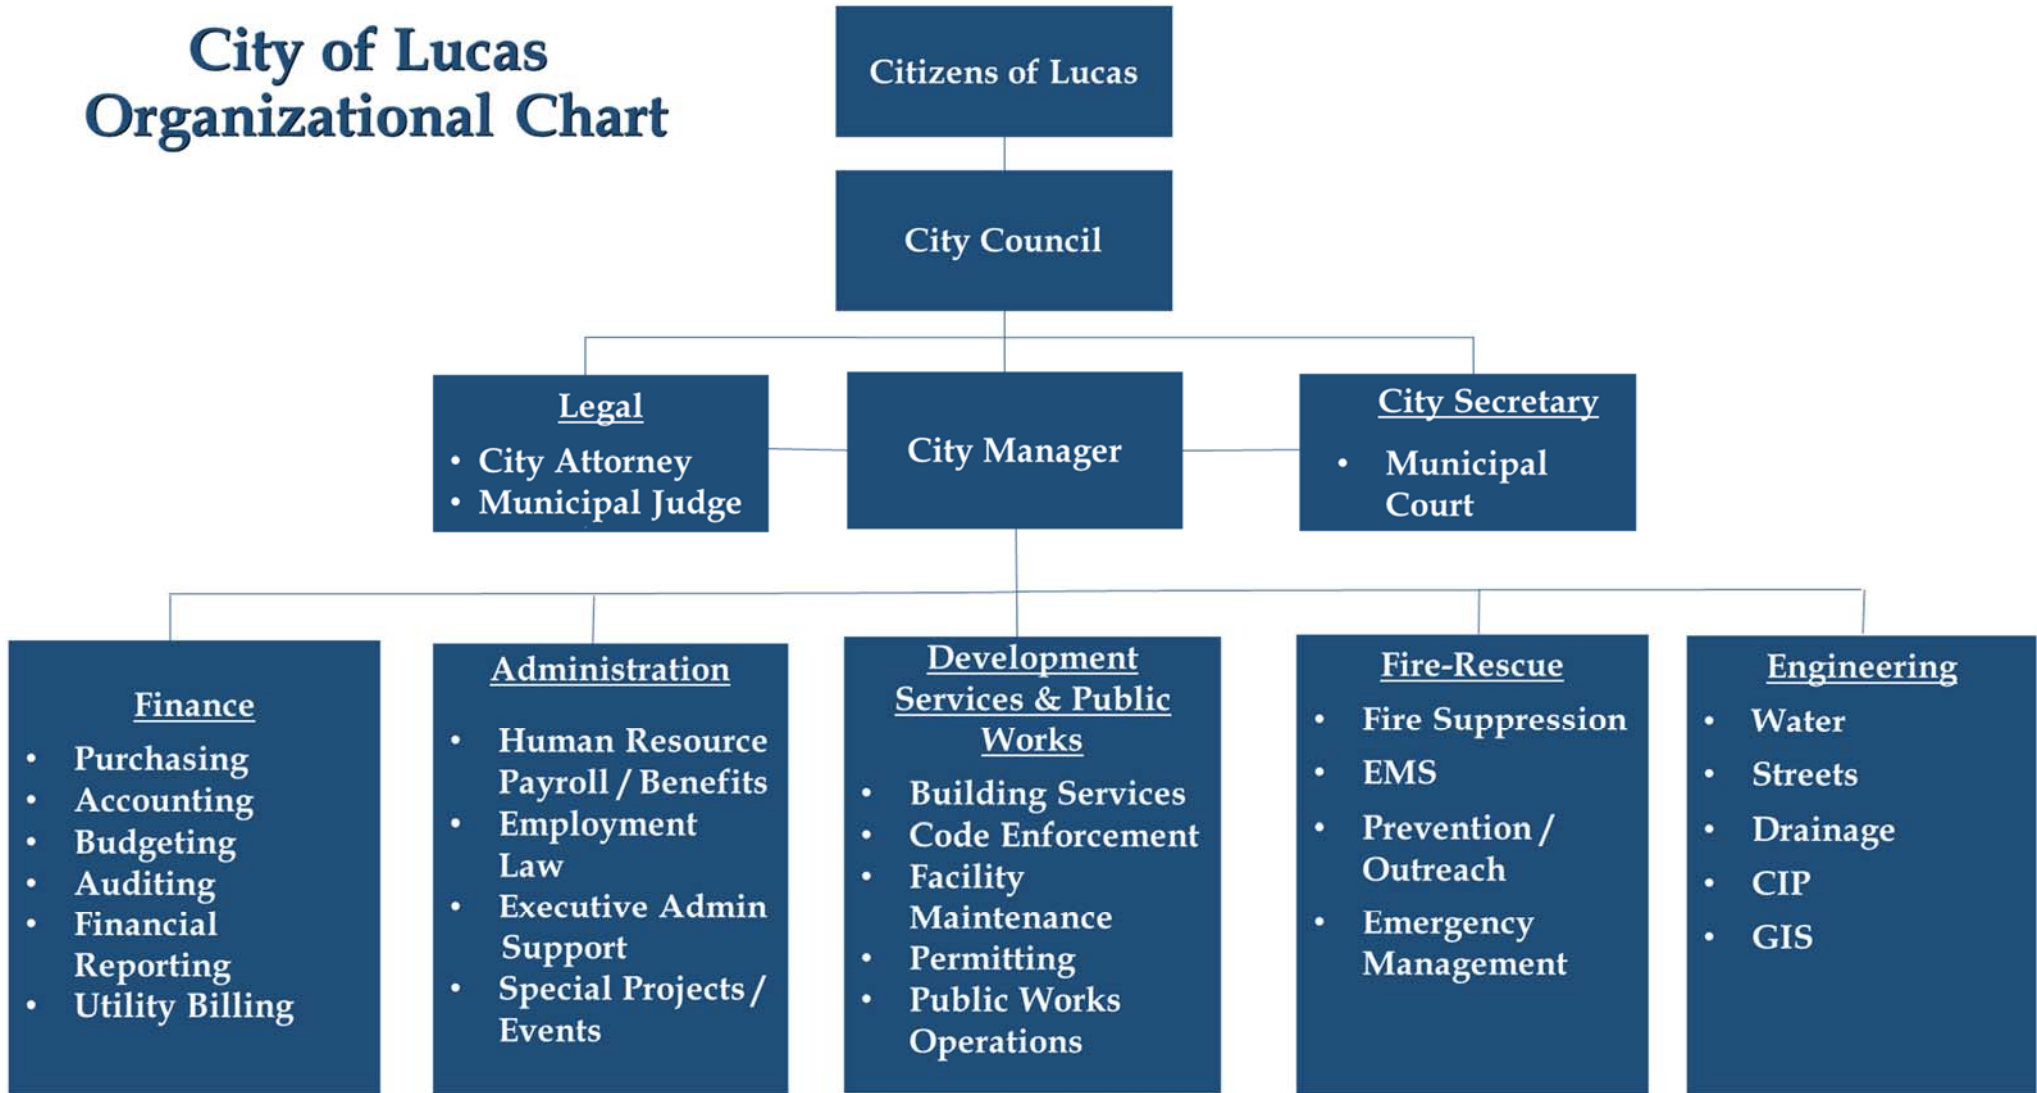 City of Lucas
Organizational Chart
Citizens of Lucas
City Council
Legal
• City Attorney
• Municipal Judge
City Manager
City Secretary
• Municipal
Court
Finance
• Purchasing
• Accounting
• Budgeting
• Auditing
• Financial
Reporting
• Utility Billing
Administration
• Human Resource
Payroll / Benefits
• Employment
Law
• Executive Admin
Support
• Special Projects /
Events
Development
Services & Public
Works
• Building Services
• Code Enforcement
• Facility
Maintenance
• Permitting
• Public Works
Operations
Fire-Rescue
• Fire Suppression
• EMS
• Prevention /
Outreach
• Emergency
Management
Engineering
• Water
• Streets
• Drainage
• CIP
• GIS